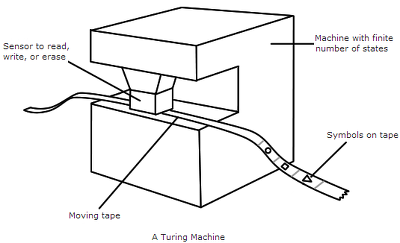 Sensor to read,
write, or erase
Machine with finite
number of states
Symbols on tape
Moving tape
A Turing Machine